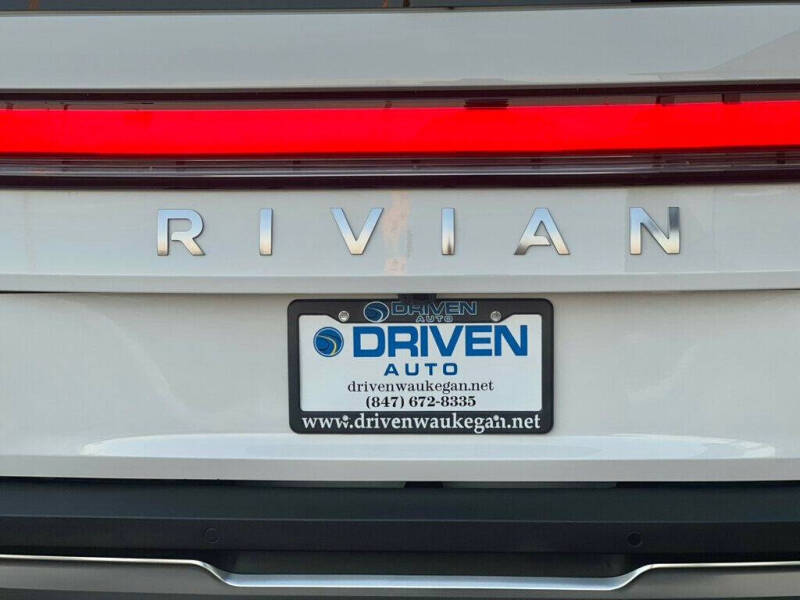 RIVIAN
DRIVEN
AUTO
DRIVEN
AUTO
drivenwaukegan.net
(847) 672-8335
www.drivenwaukegan.net